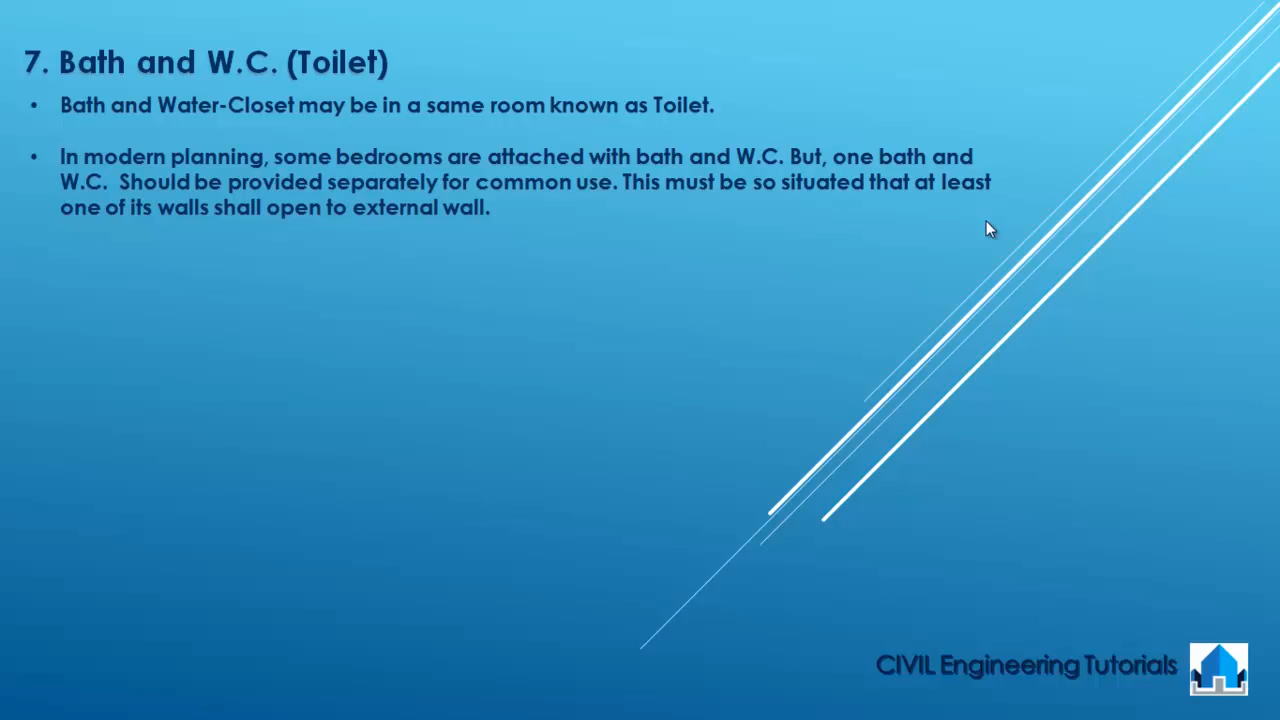 7. Bath and W.C. (Toilet)
• Bath and Water-Closet may be in a same room known as Toilet.
• In modern planning, some bedrooms are attached with bath and W.C. But, one bath and
W.C.  Should be provided separately for common use. This must be so situated that at least
one of its walls shall open to external wall.
CIVIL Engineering Tutorials